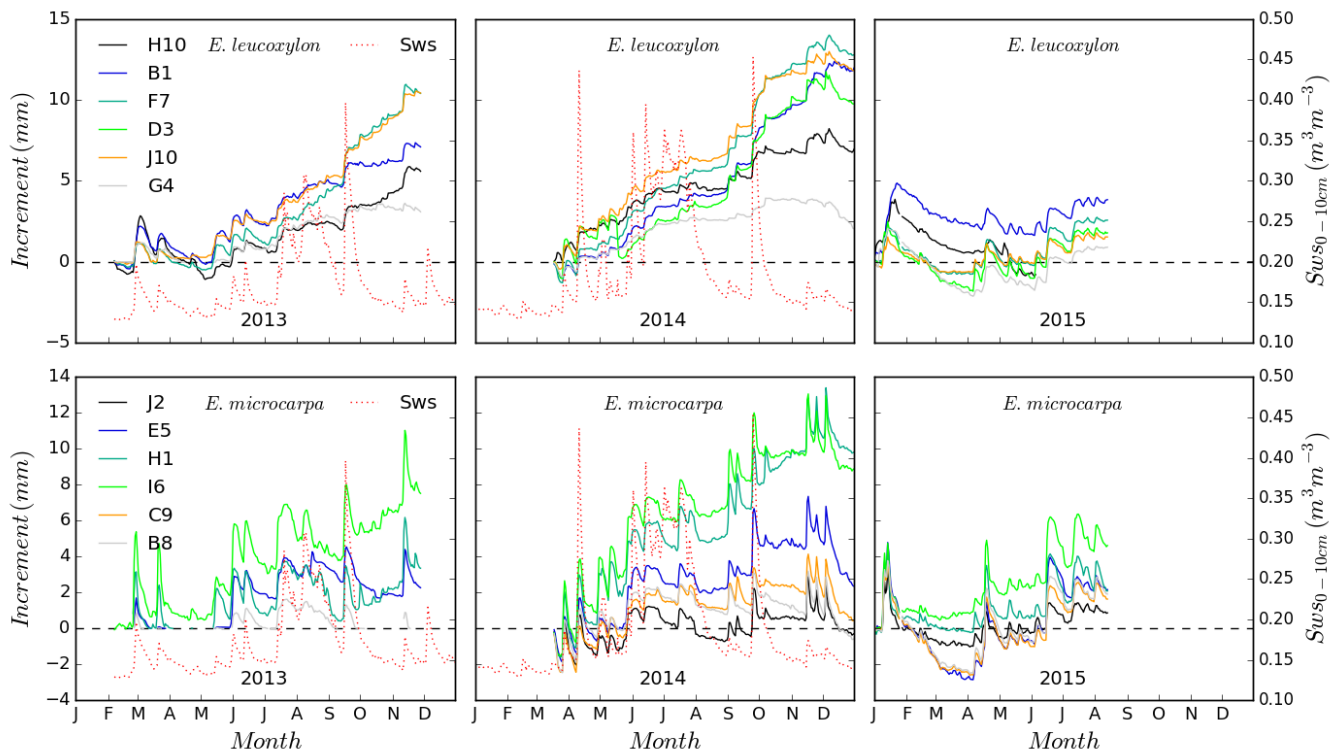 15
10
5
0
−5
Increment (mm)
H10
B1
F7
D3
J10
G4
E. leucoxylon
Sws
2013
E. leucoxylon
2014
E. leucoxylon
2015
0.50
0.45
0.40
0.35
0.30
0.25
0.20
0.15
0.10
Sws0−10cm (m3m−3)
14
12
10
8
6
4
2
0
−2
−4
Increment (mm)
J2
E5
H1
I6
C9
B8
E. microcarpa
Sws
2013
E. microcarpa
2014
E. microcarpa
2015
0.50
0.45
0.40
0.35
0.30
0.25
0.20
0.15
0.10
Sws0−10cm (m3m−3)
J F M A M J J A S O N D
J F M A M J J A S O N D
J F M A M J J A S O N D
Month
Month
Month